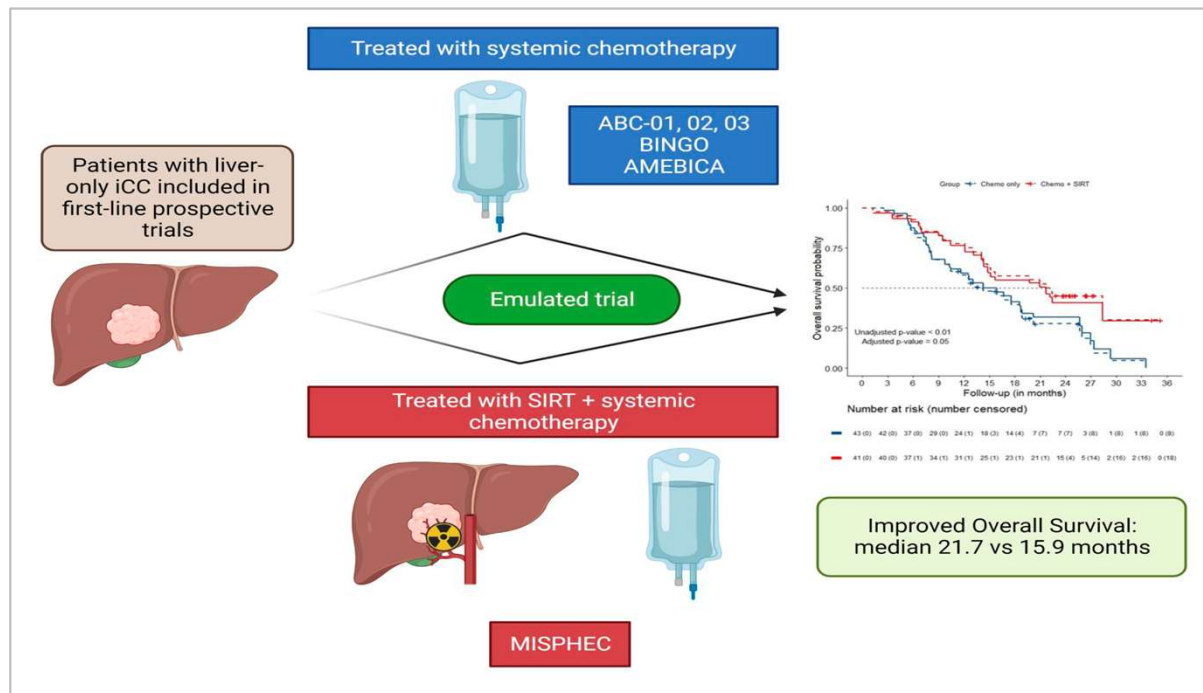 Treated with systemic chemotherapy
ABC-01, 02, 03
BINGO
AMEBICA
Patients with liver-
only iCC included in
first-line prospective
trials
Emulated trial
Treated with SIRT + systemic
chemotherapy
MISPHEC
Group Chemo only Chemo + SIRT
Overall survival probability
1.00
0.75
0.50
0.25
0.00
Unadjusted p-value < 0.01
Adjusted p-value = 0.05
0 3 6 9 12 15 18 21 24 27 30 33 36
Follow-up (in months)
Number at risk (number censored)
43 (0) 42 (0) 37 (0) 29 (0) 24 (1) 18 (3) 14 (4) 7 (7) 7 (7) 3 (8) 1 (8) 1 (8) 0 (8)
41 (0) 40 (0) 37 (1) 34 (1) 31 (1) 25 (1) 23 (1) 21 (1) 15 (4) 5 (14) 2 (16) 2 (16) 0 (18)
Improved Overall Survival:
median 21.7 vs 15.9 months